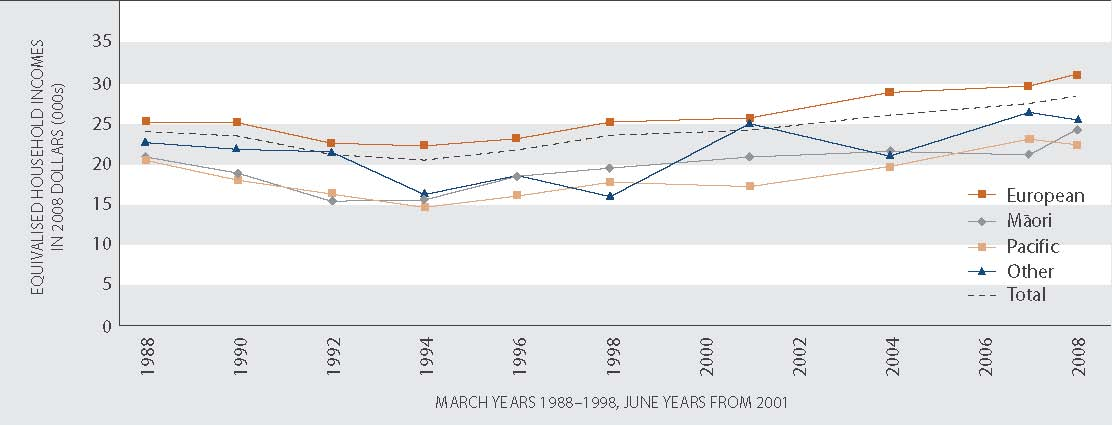 EQUIVALISED HOUSEHOLD INCOMES
IN 2008 DOLLARS (000s)
35
30
25
20
15
10
5
0
European
Māori
Pacific
Other
Total
1988
1990
1992
1994
1996
1998
2000
2002
2004
2006
2008
MARCH YEARS 1988–1998, JUNE YEARS FROM 2001